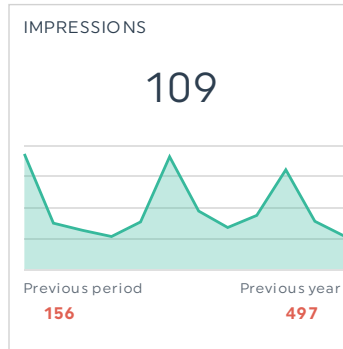 IMPRESSIONS
109
Previous period Previous year
156 497